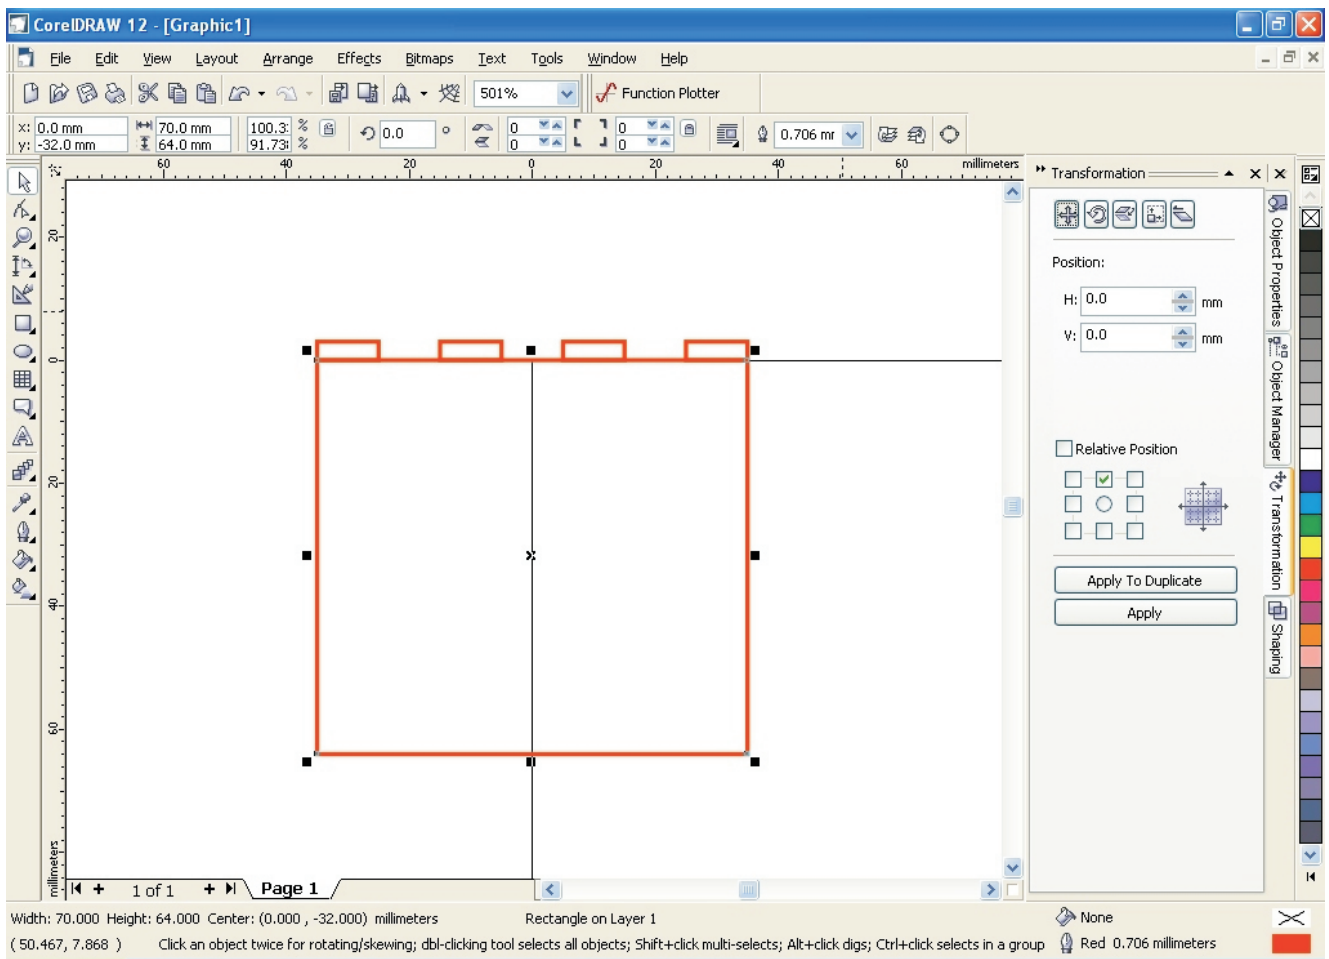 CorelDRAW 12 - [Graphic1]
File Edit View Layout Arrange Effects Bitmaps Text Tools Window Help
501% Function Plotter
x: 0.0 mm 70.0 mm 100.3 % 0.0 ° 0 0 0.706 mr
y: -32.0 mm 64.0 mm 91.73 % 0 0
60 40 20 0 20 40 60 millimeters
20
0
20
40
60
millimeters
Transformation
Position:
H: 0.0 mm
V: 0.0 mm
Relative Position
Apply To Duplicate
Apply
Object Properties
Object Manager
Transformation
Shaping
1 of 1 Page 1
Width: 70.000 Height: 64.000 Center: (0.000 , -32.000) millimeters Rectangle on Layer 1 None
( 50.467, 7.868 ) Click an object twice for rotating/skewing; dbl-clicking tool selects all objects; Shift+click multi-selects; Alt+click digs; Ctrl+click selects in a group Red 0.706 millimeters